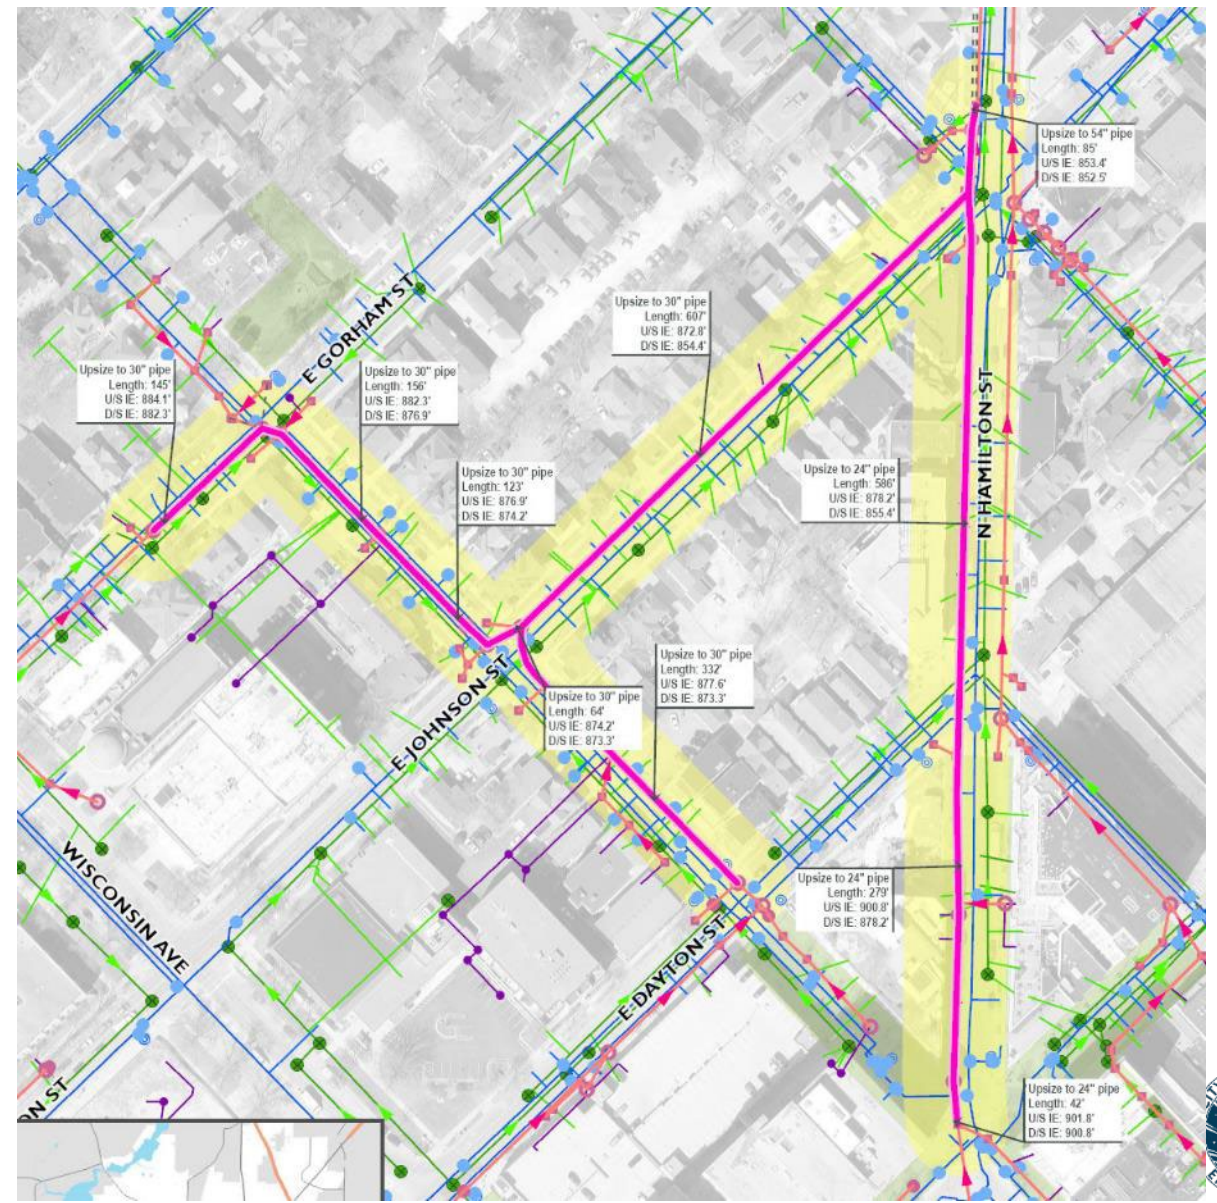 Upsize to 54" pipe
Length: 85'
U/S IE: 853.4'
D/S IE: 852.5'
E GORHAM ST
Upsize to 30" pipe
Length: 607'
U/S IE: 872.8'
D/S IE: 854.4'
Upsize to 30" pipe
Length: 145'
U/S IE: 884.1'
D/S IE: 882.3'
Upsize to 30" pipe
Length: 156'
U/S IE: 882.3'
D/S IE: 876.9'
N HAMILTON ST
Upsize to 30" pipe
Length: 123'
U/S IE: 876.9'
D/S IE: 874.2'
Upsize to 24" pipe
Length: 586'
U/S IE: 878.2'
D/S IE: 855.4'
E JOHNSON ST
Upsize to 30" pipe
Length: 332'
U/S IE: 877.6'
D/S IE: 873.3'
Upsize to 30" pipe
Length: 64'
U/S IE: 874.2'
D/S IE: 873.3'
WISCONSIN AVE
Upsize to 24" pipe
Length: 279'
U/S IE: 900.8'
D/S IE: 878.2'
E DAYTON ST
ON ST
Upsize to 24" pipe
Length: 42'
U/S IE: 901.8'
D/S IE: 900.8'